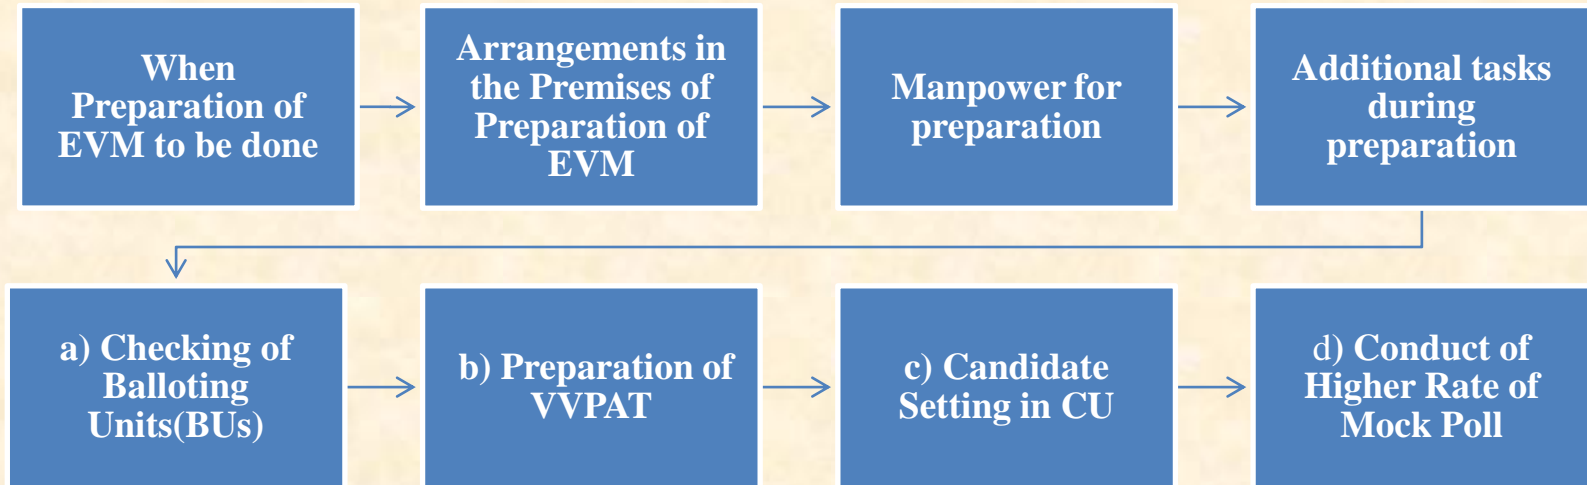 When
Preparation of
EVM to be done
Arrangements in
the Premises of
Preparation of
EVM
Manpower for
preparation
Additional tasks
during
preparation
a) Checking of
Balloting
Units(BUs)
b) Preparation of
VVPAT
c) Candidate
Setting in CU
d) Conduct of
Higher Rate of
Mock Poll